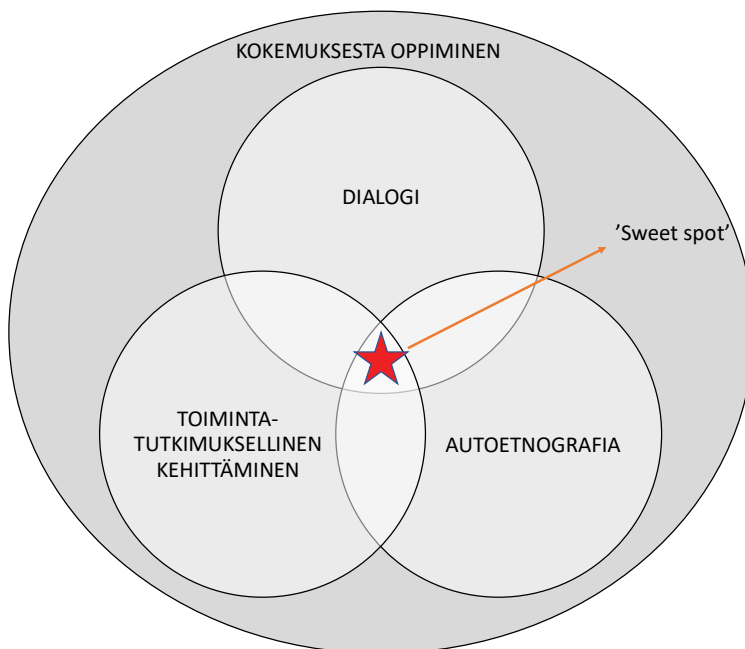 KOKEMUKSESTA OPPIMINEN
DIALOGI
’Sweet spot’
TOIMINTA-
TUTKIMUKSELLINEN
KEHITTÄMINEN
AUTOETNOGRAFIA